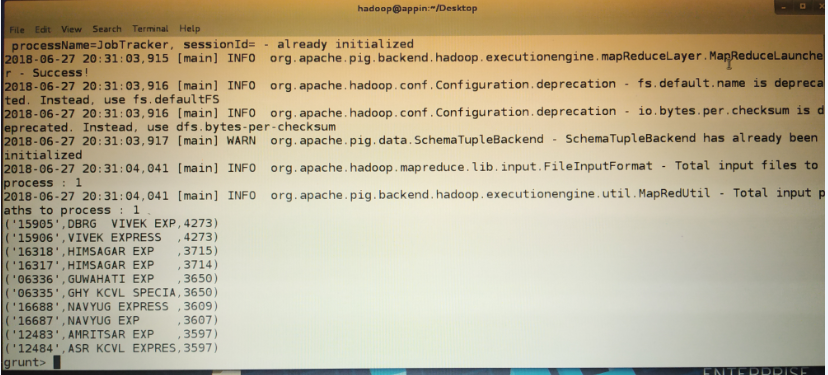 hadoop@appin:~/Desktop
File Edit View Search Terminal Help
processName=JobTracker, sessionId= - already initialized
2018-06-27 20:31:03,915 [main] INFO  org.apache.pig.backend.hadoop.executionengine.mapReduceLayer.MapReduceLaunche
r - Success!
2018-06-27 20:31:03,916 [main] INFO  org.apache.hadoop.conf.Configuration.deprecation - fs.default.name is depreca
ted. Instead, use fs.defaultFS
2018-06-27 20:31:03,916 [main] INFO  org.apache.hadoop.conf.Configuration.deprecation - io.bytes.per.checksum is d
eprecated. Instead, use dfs.bytes-per-checksum
2018-06-27 20:31:03,917 [main] WARN  org.apache.pig.data.SchemaTupleBackend - SchemaTupleBackend has already been
initialized
2018-06-27 20:31:04,041 [main] INFO  org.apache.hadoop.mapreduce.lib.input.FileInputFormat - Total input files to
process : 1
2018-06-27 20:31:04,041 [main] INFO  org.apache.pig.backend.hadoop.executionengine.util.MapRedUtil - Total input p
aths to process : 1
('15905',DBRG  VIVEK EXP,4273)
('15906',VIVEK EXPRESS  ,4273)
('16318',HIMSAGAR EXP   ,3715)
('16317',HIMSAGAR EXP   ,3714)
('06336',GUWAHATI EXP   ,3650)
('06335',GHY KCVL SPECIA,3650)
('16688',NAVYUG EXPRESS ,3609)
('16687',NAVYUG EXP     ,3607)
('12483',AMRITSAR EXP   ,3597)
('12484',ASR KCVL EXPRES,3597)
grunt>
ENTERPRISE